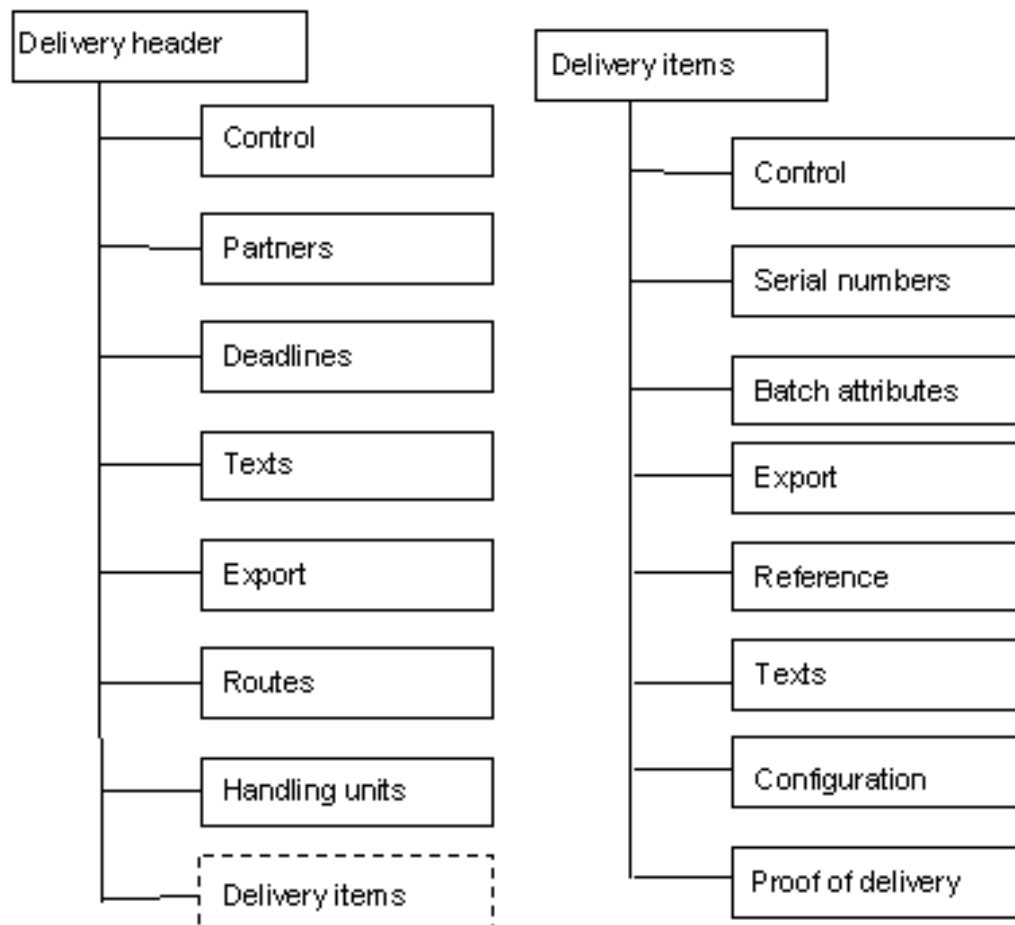 Delivery header
Control
Partners
Deadlines
Texts
Export
Routes
Handling units
Delivery items
Delivery items
Control
Serial numbers
Batch attributes
Export
Reference
Texts
Configuration
Proof of delivery